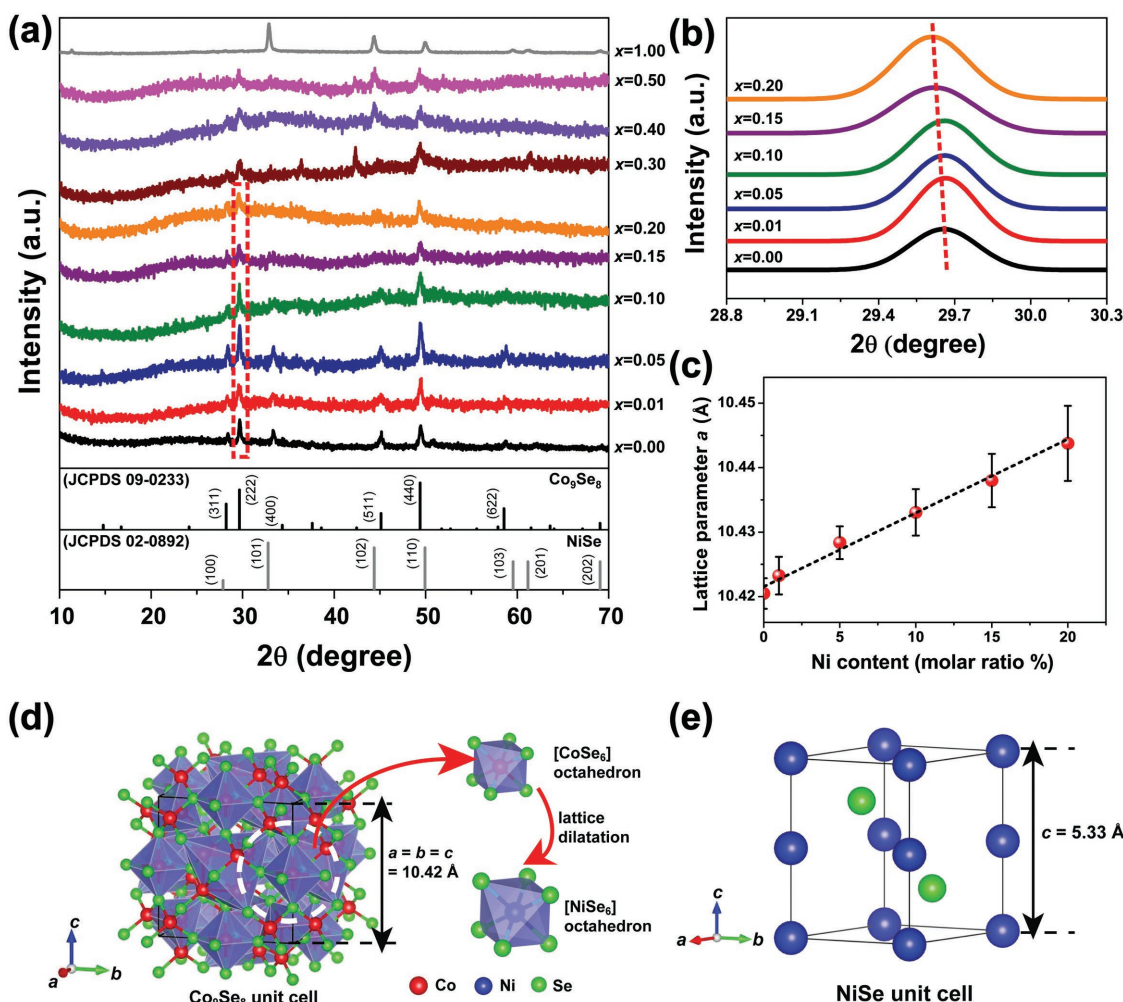 (a)
x=1.00
x=0.50
x=0.40
x=0.30
x=0.20
x=0.15
x=0.10
x=0.05
x=0.01
x=0.00
Intensity (a.u.)
(JCPDS 09-0233)
Co₉Se₈
(311)
(222)
(400)
(511)
(440)
(622)
(JCPDS 02-0892)
NiSe
(100)
(101)
(102)
(110)
(103)
(201)
(202)
10 20 30 40 50 60 70
2θ (degree)
(b)
Intensity (a.u.)
x=0.20
x=0.15
x=0.10
x=0.05
x=0.01
x=0.00
28.8 29.1 29.4 29.7 30.0 30.3
2θ (degree)
(c)
Lattice parameter a (Å)
10.45
10.44
10.43
10.42
0 5 10 15 20
Ni content (molar ratio %)
(d)
a = b = c
= 10.42 Å
[CoSe₆]
octahedron
lattice
dilatation
[NiSe₆]
octahedron
c
a
b
Co Ni Se
Co₉Se₈ unit cell
(e)
c = 5.33 Å
c
a
b
NiSe unit cell